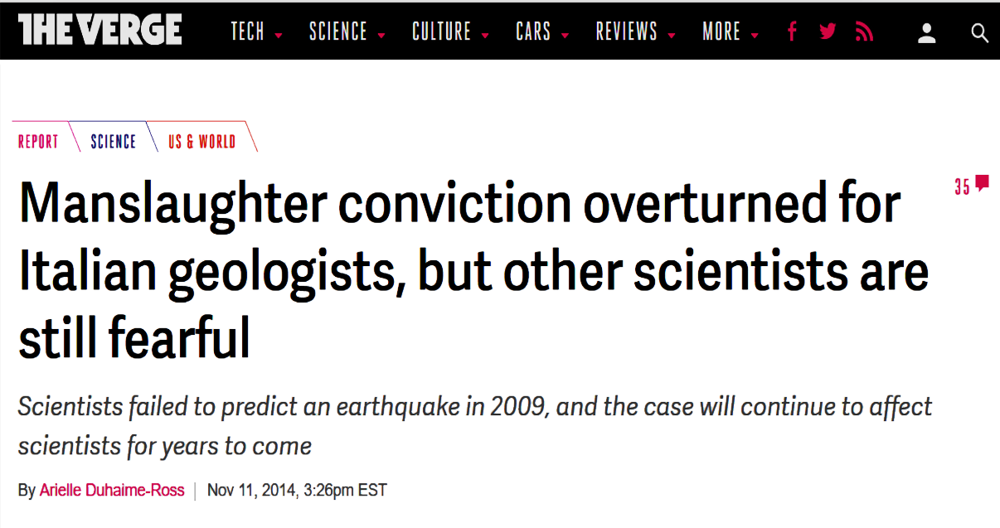 THE VERGE TECH SCIENCE CULTURE CARS REVIEWS MORE
REPORT SCIENCE US & WORLD
Manslaughter conviction overturned for
35
Italian geologists, but other scientists are
still fearful
Scientists failed to predict an earthquake in 2009, and the case will continue to affect
scientists for years to come
By Arielle Duhaime-Ross | Nov 11, 2014, 3:26pm EST